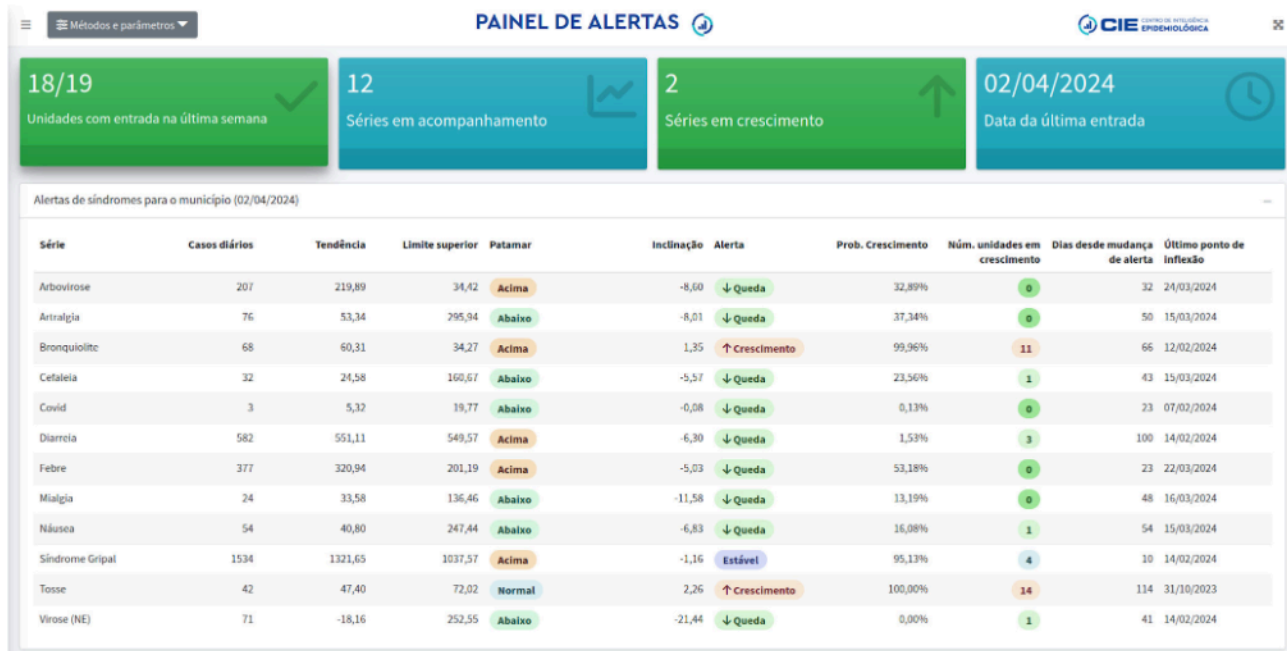 Métodos e parâmetros
PAINEL DE ALERTAS
CIE CENTRO DE INTELIGÊNCIA EPIDEMIOLÓGICA
18/19
Unidades com entrada na última semana
12
Séries em acompanhamento
2
Séries em crescimento
02/04/2024
Data da última entrada
Alertas de síndromes para o município (02/04/2024)
Série Casos diários Tendência Limite superior Patamar Inclinação Alerta Prob. Crescimento Núm. unidades em crescimento Dias desde mudança de alerta Último ponto de inflexão
Arbovirose 207 219,89 34,42 Acima -8,60 ↓ Queda 32,89% 0 32 24/03/2024
Artralgia 76 53,34 295,94 Abaixo -8,01 ↓ Queda 37,34% 0 50 15/03/2024
Bronquiolite 68 60,31 34,27 Acima 1,35 ↑ Crescimento 99,96% 11 66 12/02/2024
Cefaleia 32 24,58 160,67 Abaixo -5,57 ↓ Queda 23,56% 1 43 15/03/2024
Covid 3 5,32 19,77 Abaixo -0,08 ↓ Queda 0,13% 0 23 07/02/2024
Diarreia 582 551,11 549,57 Acima -6,30 ↓ Queda 1,53% 3 100 14/02/2024
Febre 377 320,94 201,19 Acima -5,03 ↓ Queda 53,18% 0 23 22/03/2024
Mialgia 24 33,58 136,46 Abaixo -11,58 ↓ Queda 13,19% 0 48 16/03/2024
Náusea 54 40,80 247,44 Abaixo -6,83 ↓ Queda 16,08% 1 54 15/03/2024
Síndrome Gripal 1534 1321,65 1037,57 Acima -1,16 Estável 95,13% 4 10 14/02/2024
Tosse 42 47,40 72,02 Normal 2,26 ↑ Crescimento 100,00% 14 114 31/10/2023
Virose (NE) 71 -18,16 252,55 Abaixo -21,44 ↓ Queda 0,00% 1 41 14/02/2024